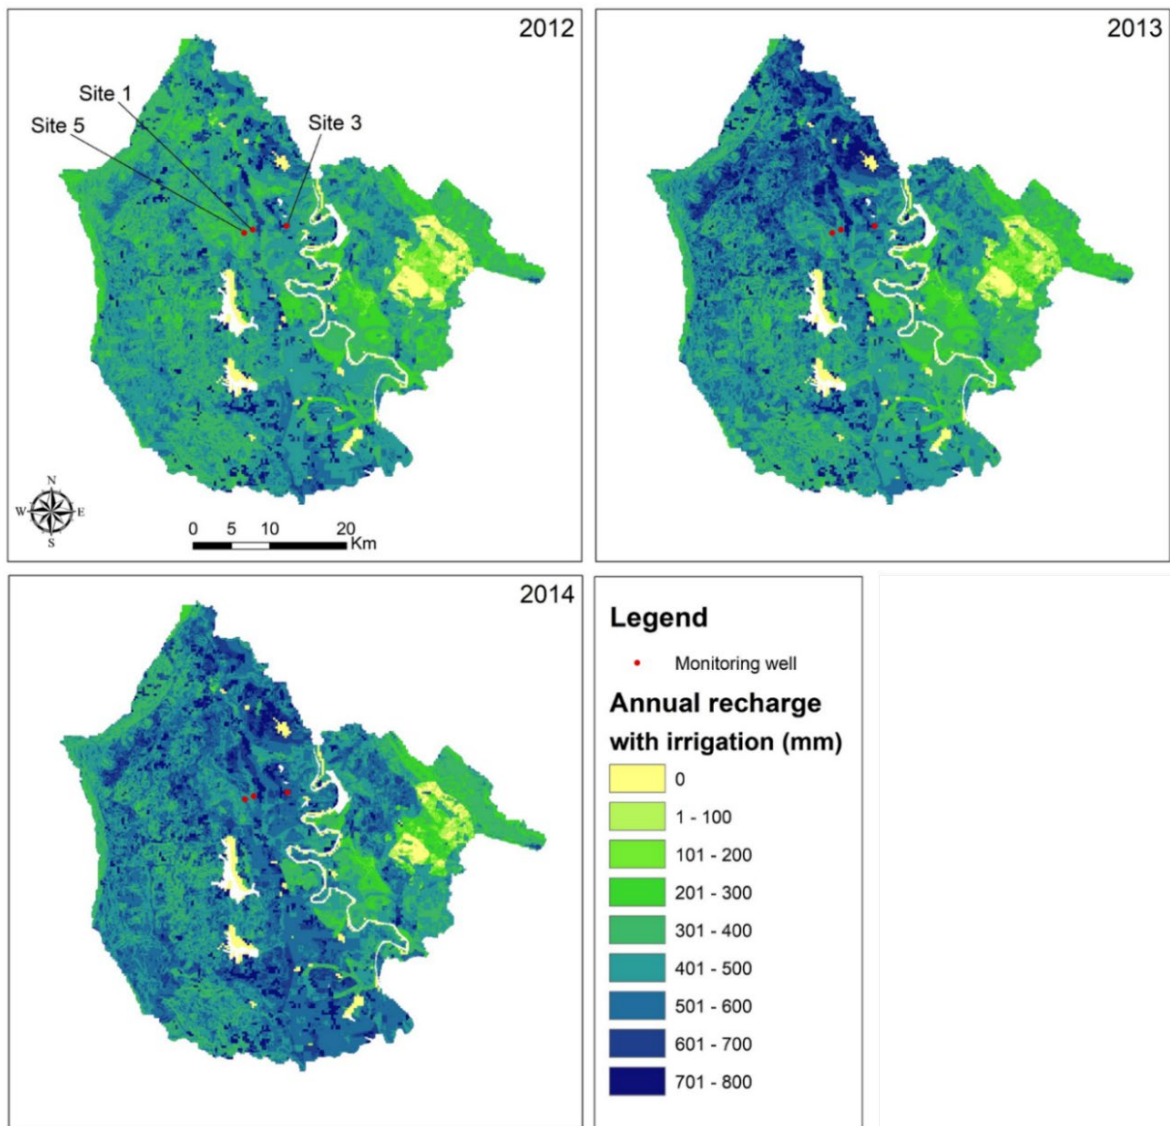 2012
Site 1
Site 5
Site 3
N
W E
S
0 5 10 20
Km
2013
2014
Legend
Monitoring well
Annual recharge
with irrigation (mm)
0
1 - 100
101 - 200
201 - 300
301 - 400
401 - 500
501 - 600
601 - 700
701 - 800